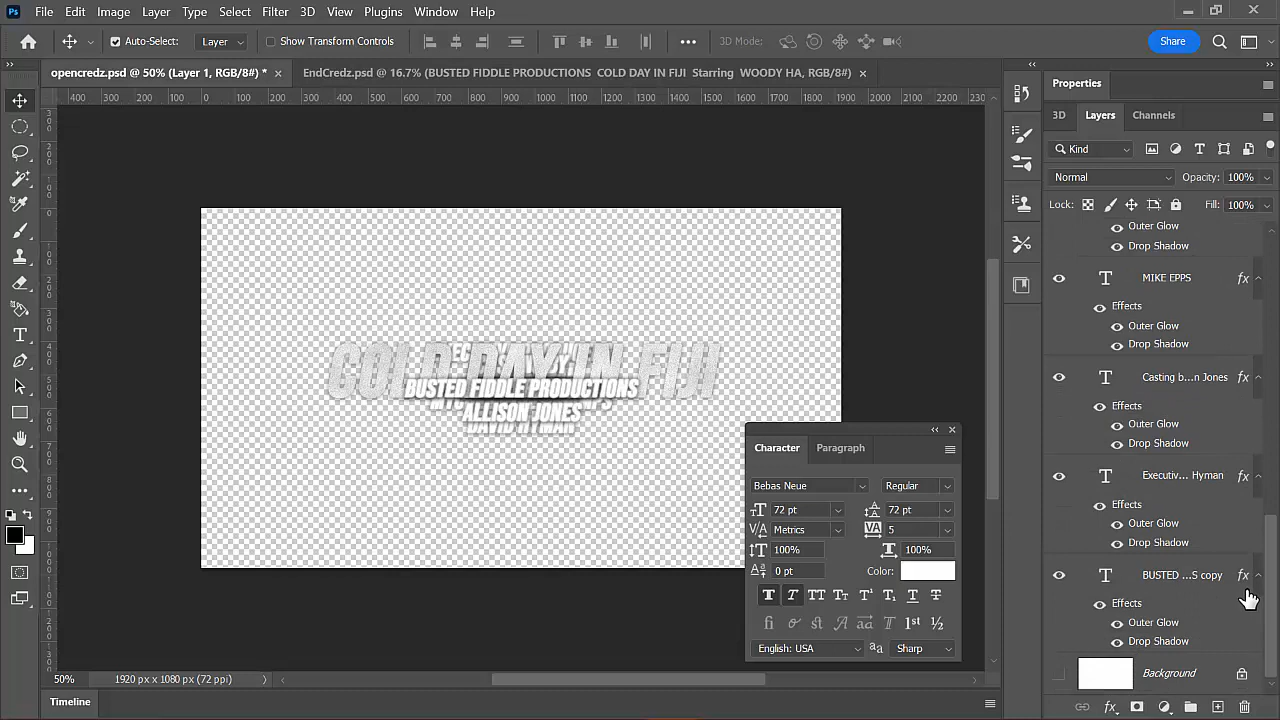 Ps File Edit Image Layer Type Select Filter 3D View Plugins Window Help
Auto-Select: Layer Show Transform Controls 3D Mode: Share
opencredz.psd @ 50% (Layer 1, RGB/8#) * EndCredz.psd @ 16.7% (BUSTED FIDDLE PRODUCTIONS COLD DAY IN FIJI Starring WOODY HA, RGB/8#)
Properties
3D Layers Channels
Kind
Normal Opacity: 100%
Lock: Fill: 100%
Outer Glow
Drop Shadow
MIKE EPPS fx
Effects
Outer Glow
Drop Shadow
Casting b...n Jones fx
Effects
Outer Glow
Drop Shadow
Executiv... Hyman fx
Effects
Outer Glow
Drop Shadow
BUSTED ...S copy fx
Effects
Outer Glow
Drop Shadow
Background
400 300 200 100 0 100 200 300 400 500 600 700 800 900 1000 1100 1200 1300 1400 1500 1600 1700 1800 1900 2000 2100 2200
COLD DAY IN FIJI
BUSTED FIDDLE PRODUCTIONS
ALLISON JONES
DAVID HYMAN
Character Paragraph
Bebas Neue Regular
72 pt 72 pt
Metrics 5
100% 100%
0 pt Color:
English: USA Sharp
50% 1920 px x 1080 px (72 ppi)
Timeline